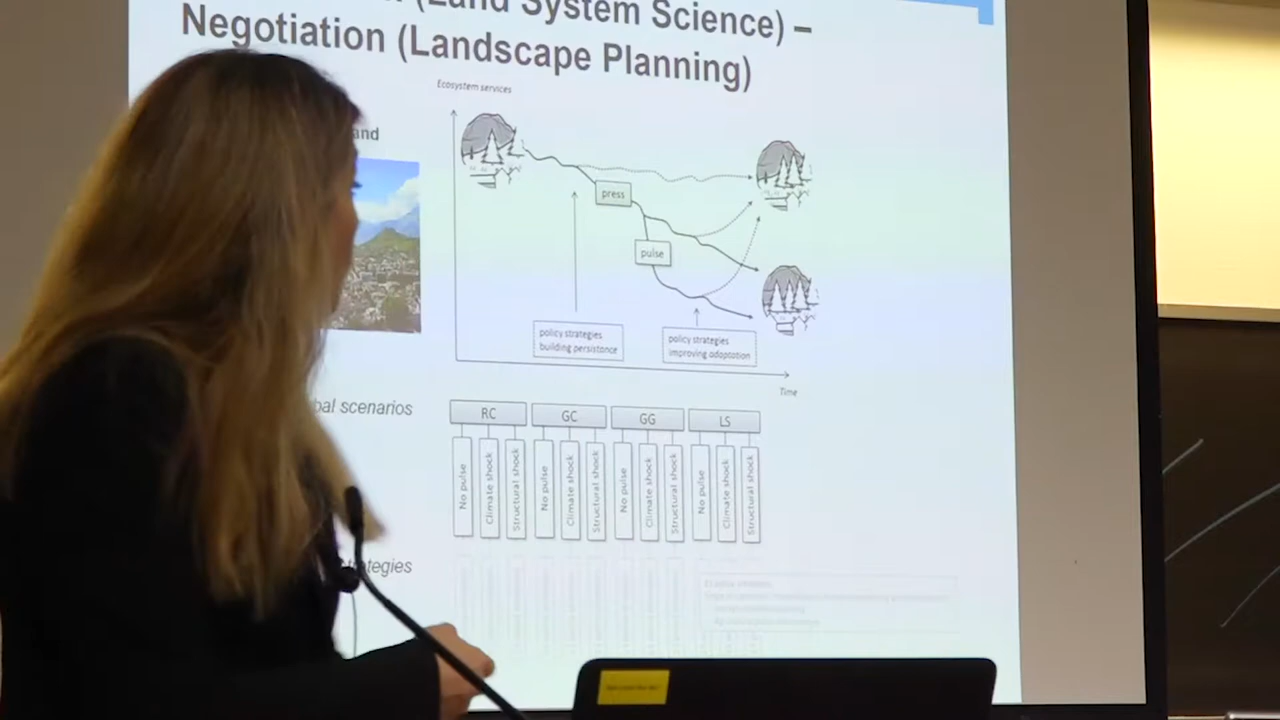 (Land System Science) –
Negotiation (Landscape Planning)
Ecosystem services
and
press
pulse
policy strategies
building persistance
policy strategies
improving adaptation
Time
bal scenarios
RC
GC
GG
LS
No pulse
Climate shock
Structural shock
No pulse
Climate shock
Structural shock
No pulse
Climate shock
Structural shock
No pulse
Climate shock
Structural shock
tegies